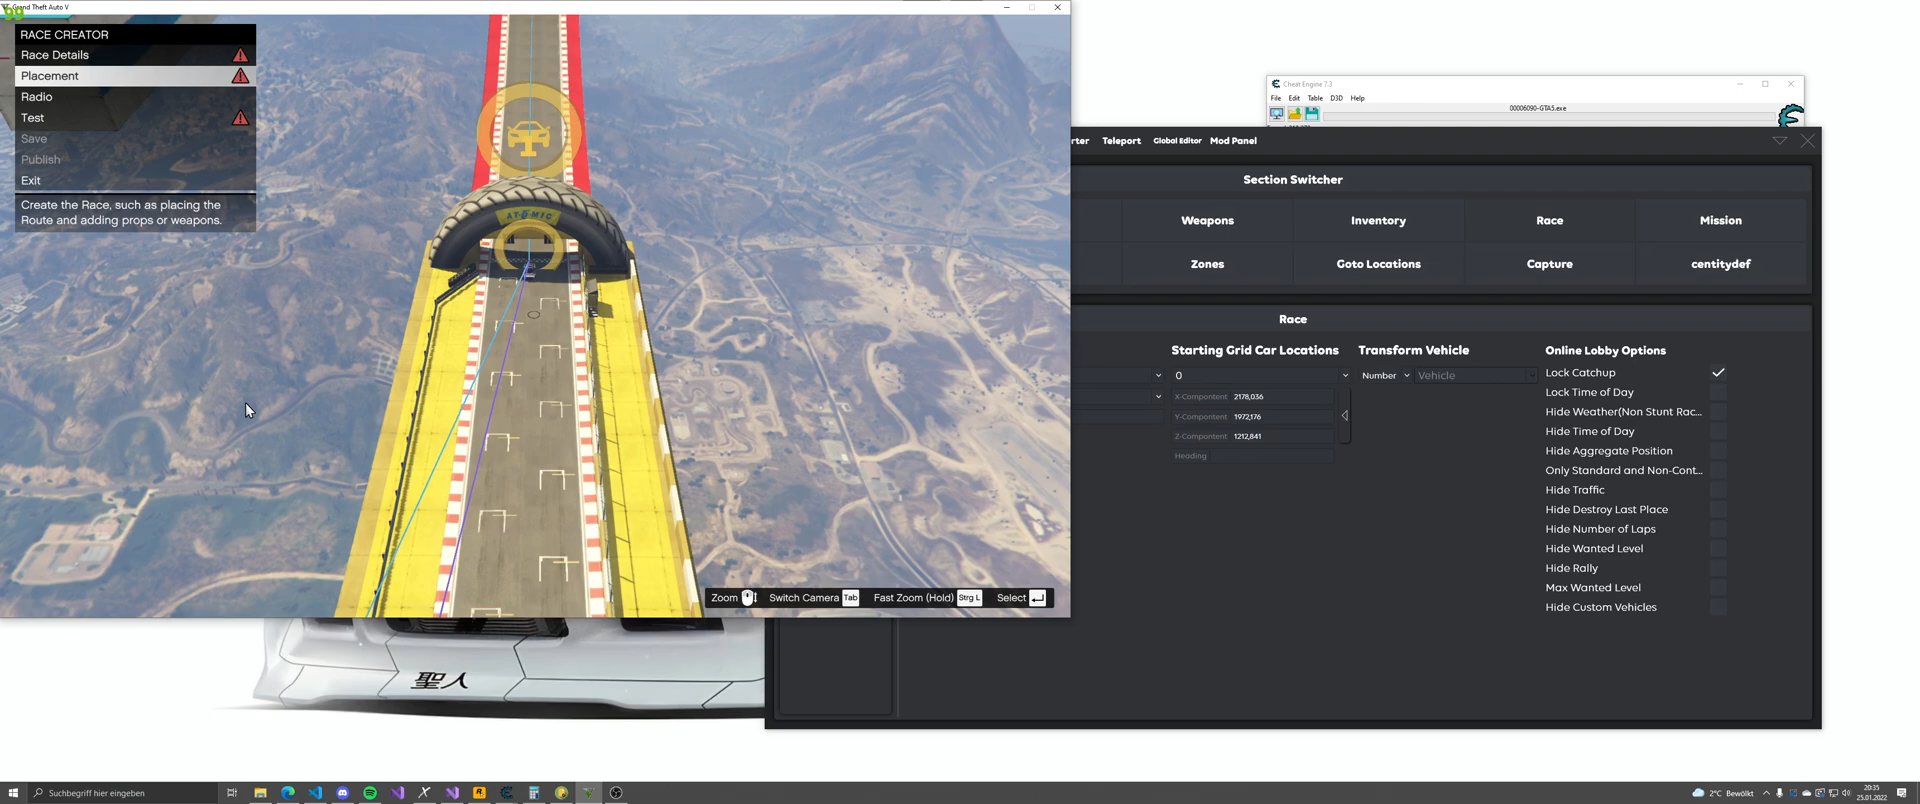 Grand Theft Auto V
99
RACE CREATOR
Race Details
Placement
Radio
Test
Save
Publish
Exit
Create the Race, such as placing the
Route and adding props or weapons.
ATOMIC
Zoom
Switch Camera Tab
Fast Zoom (Hold) Strg L
Select
Cheat Engine 7.3
File Edit Table D3D Help
00006090-GTA5.exe
rter Teleport Global Editor Mod Panel
Section Switcher
Weapons Inventory Race Mission
Zones Goto Locations Capture centitydef
Race
Starting Grid Car Locations
0
X-Compontent 2178,036
Y-Compontent 1972,176
Z-Compontent 1212,841
Heading
Transform Vehicle
Number Vehicle
Online Lobby Options
Lock Catchup
Lock Time of Day
Hide Weather(Non Stunt Rac...
Hide Time of Day
Hide Aggregate Position
Only Standard and Non-Cont...
Hide Traffic
Hide Destroy Last Place
Hide Number of Laps
Hide Wanted Level
Hide Rally
Max Wanted Level
Hide Custom Vehicles
Suchbegriff hier eingeben
2°C Bewölkt
20:35
25.01.2022